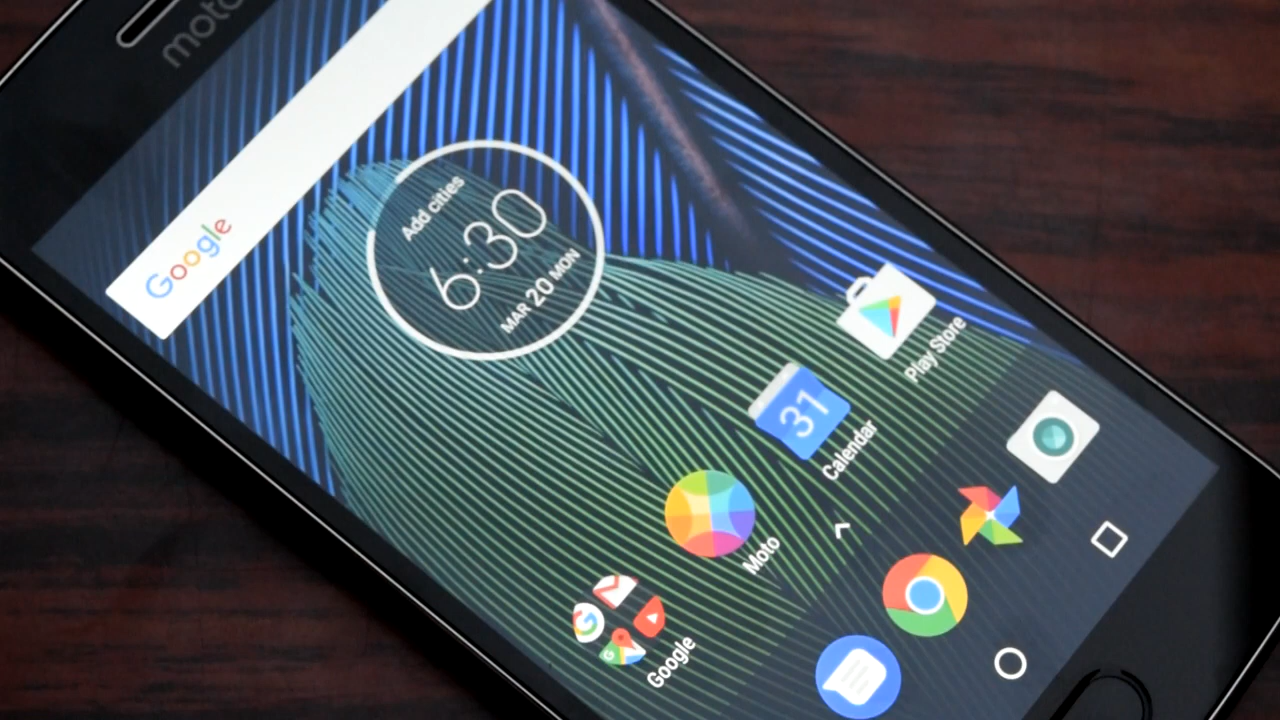 moto
Google
Add cities
6:30
MAR 20 MON
Play Store
31
Calendar
Moto
G
G
Google